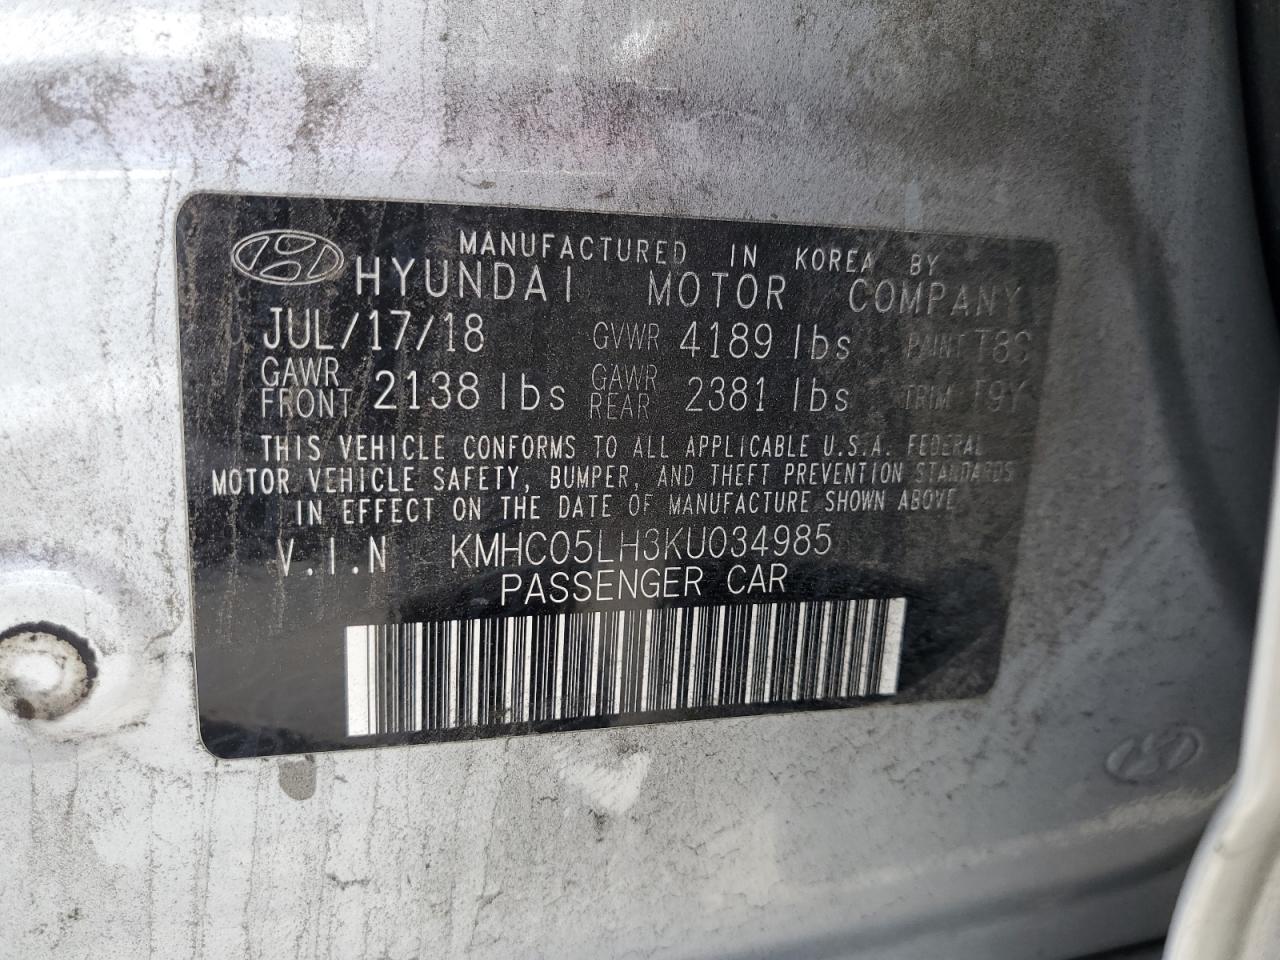 MANUFACTURED IN KOREA BY
HYUNDAI MOTOR COMPANY
JUL/17/18 GVWR 4189 lbs PAINT T8S
GAWR FRONT 2138 lbs GAWR REAR 2381 lbs TRIM T9Y
THIS VEHICLE CONFORMS TO ALL APPLICABLE U.S.A. FEDERAL
MOTOR VEHICLE SAFETY, BUMPER, AND THEFT PREVENTION STANDARDS
IN EFFECT ON THE DATE OF MANUFACTURE SHOWN ABOVE
V.I.N KMHC05LH3KU034985
PASSENGER CAR